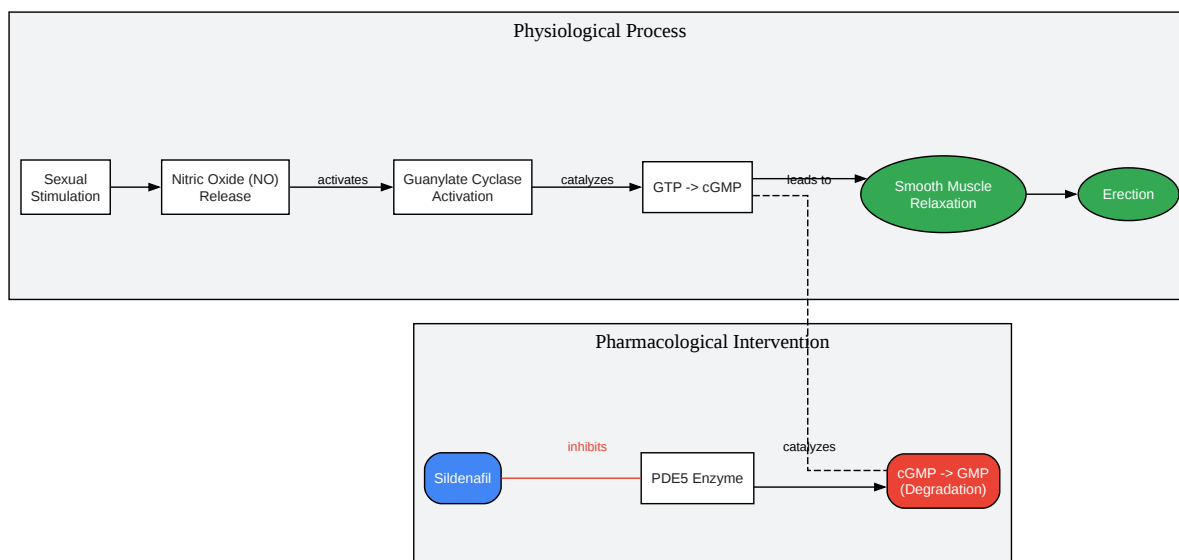 Physiological Process
Sexual
Stimulation
Nitric Oxide (NO)
Release
activates
Guanylate Cyclase
Activation
catalyzes
GTP -> cGMP
leads to
Smooth Muscle
Relaxation
Erection
Pharmacological Intervention
Sildenafil
inhibits
PDE5 Enzyme
catalyzes
cGMP -> GMP
(Degradation)